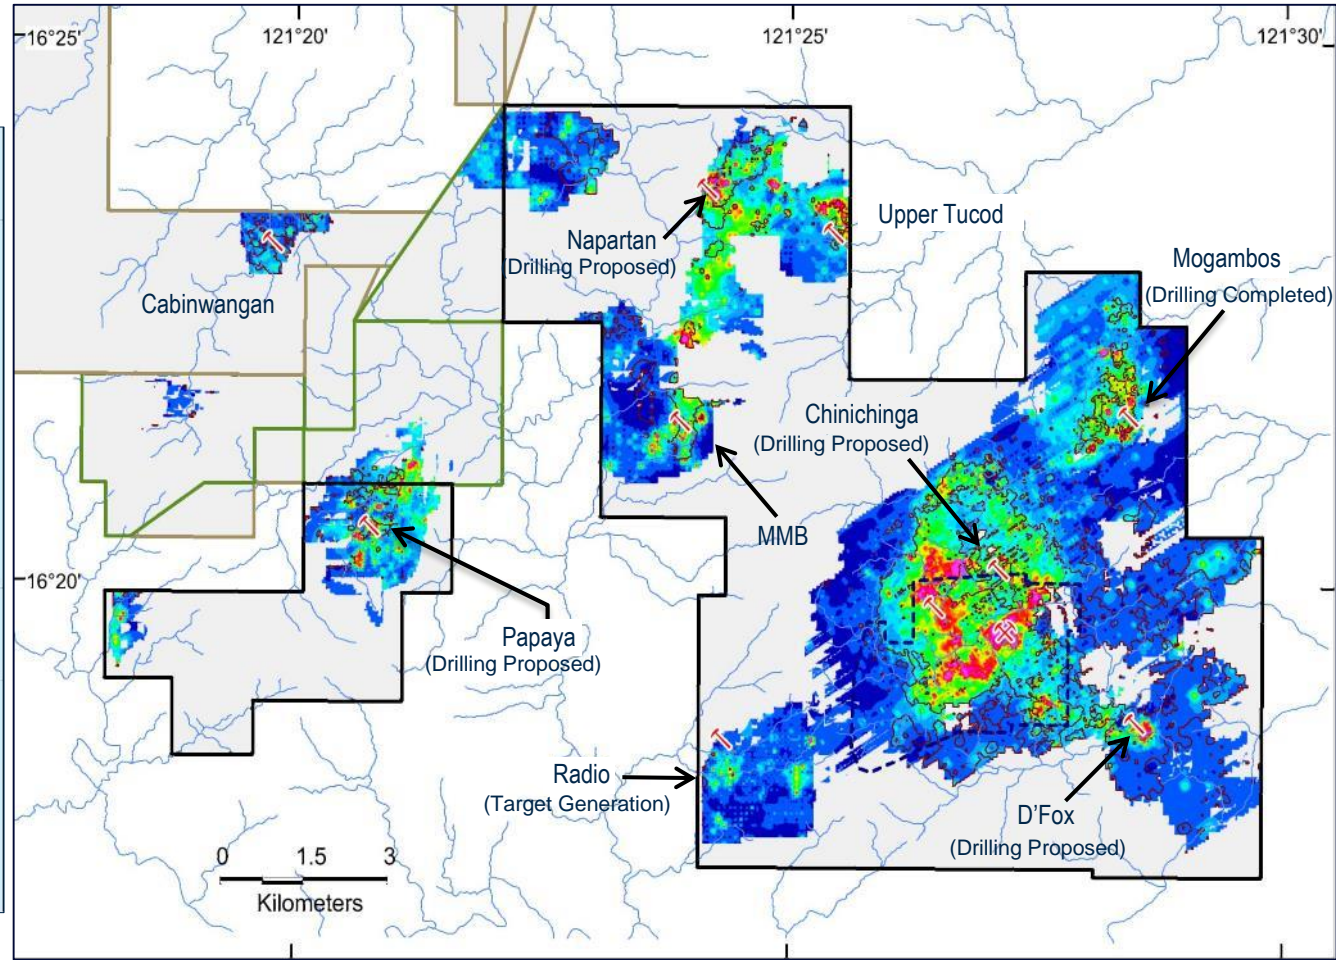 16°25'
121°20'
121°25'
121°30'
Upper Tucod
Napartan
(Drilling Proposed)
Mogambos
(Drilling Completed)
Cabinwangan
Chinichinga
(Drilling Proposed)
MMB
16°20'
Papaya
(Drilling Proposed)
Radio
(Target Generation)
D'Fox
(Drilling Proposed)
0 1.5 3
Kilometers